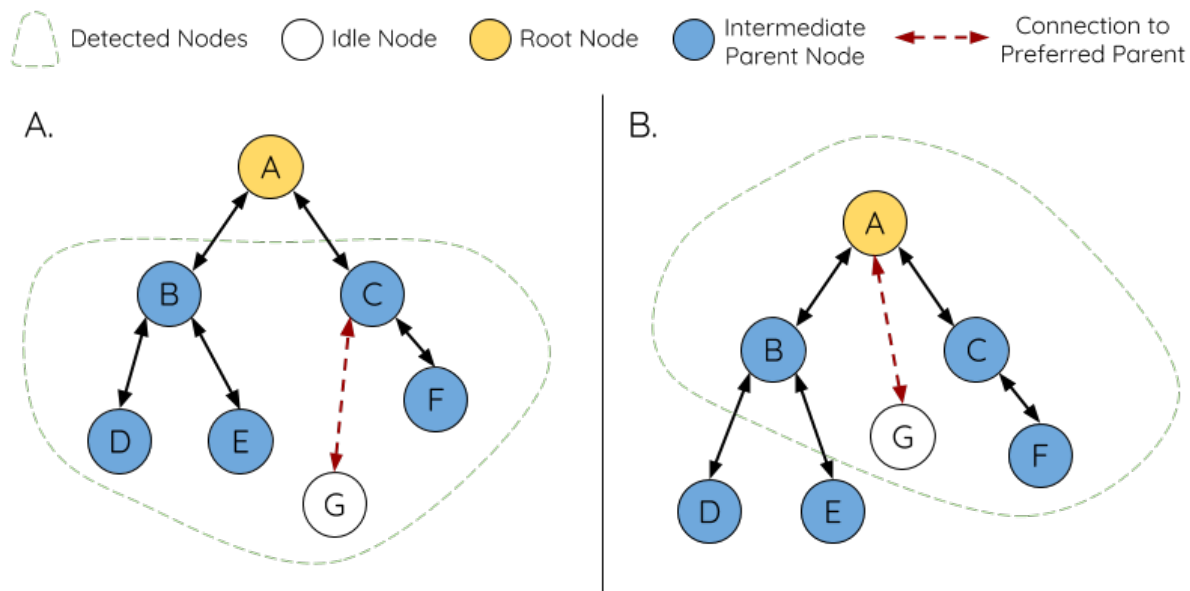 Detected Nodes
Idle Node
Root Node
Intermediate
Parent Node
Connection to
Preferred Parent
A.
A
B
C
D
E
F
G
B.
A
B
C
G
F
D
E